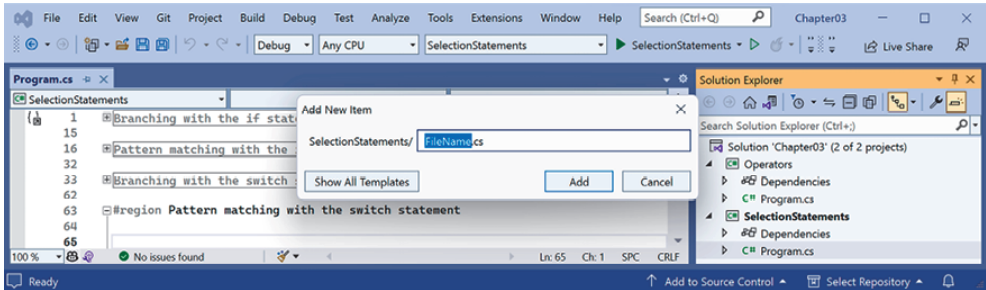 File Edit View Git Project Build Debug Test Analyze Tools Extensions Window Help Search (Ctrl+Q) Chapter03
Debug Any CPU SelectionStatements SelectionStatements Live Share
Program.cs
SelectionStatements
1 Branching with the if state
15
16 Pattern matching with the
32
33 Branching with the switch
62
63 #region Pattern matching with the switch statement
64
65
100 % No issues found Ln: 65 Ch: 1 SPC CRLF
Add New Item
SelectionStatements/ FileName.cs
Show All Templates Add Cancel
Solution Explorer
Search Solution Explorer (Ctrl+;)
Solution 'Chapter03' (2 of 2 projects)
C# Operators
Dependencies
C# Program.cs
C# SelectionStatements
Dependencies
C# Program.cs
Ready Add to Source Control Select Repository